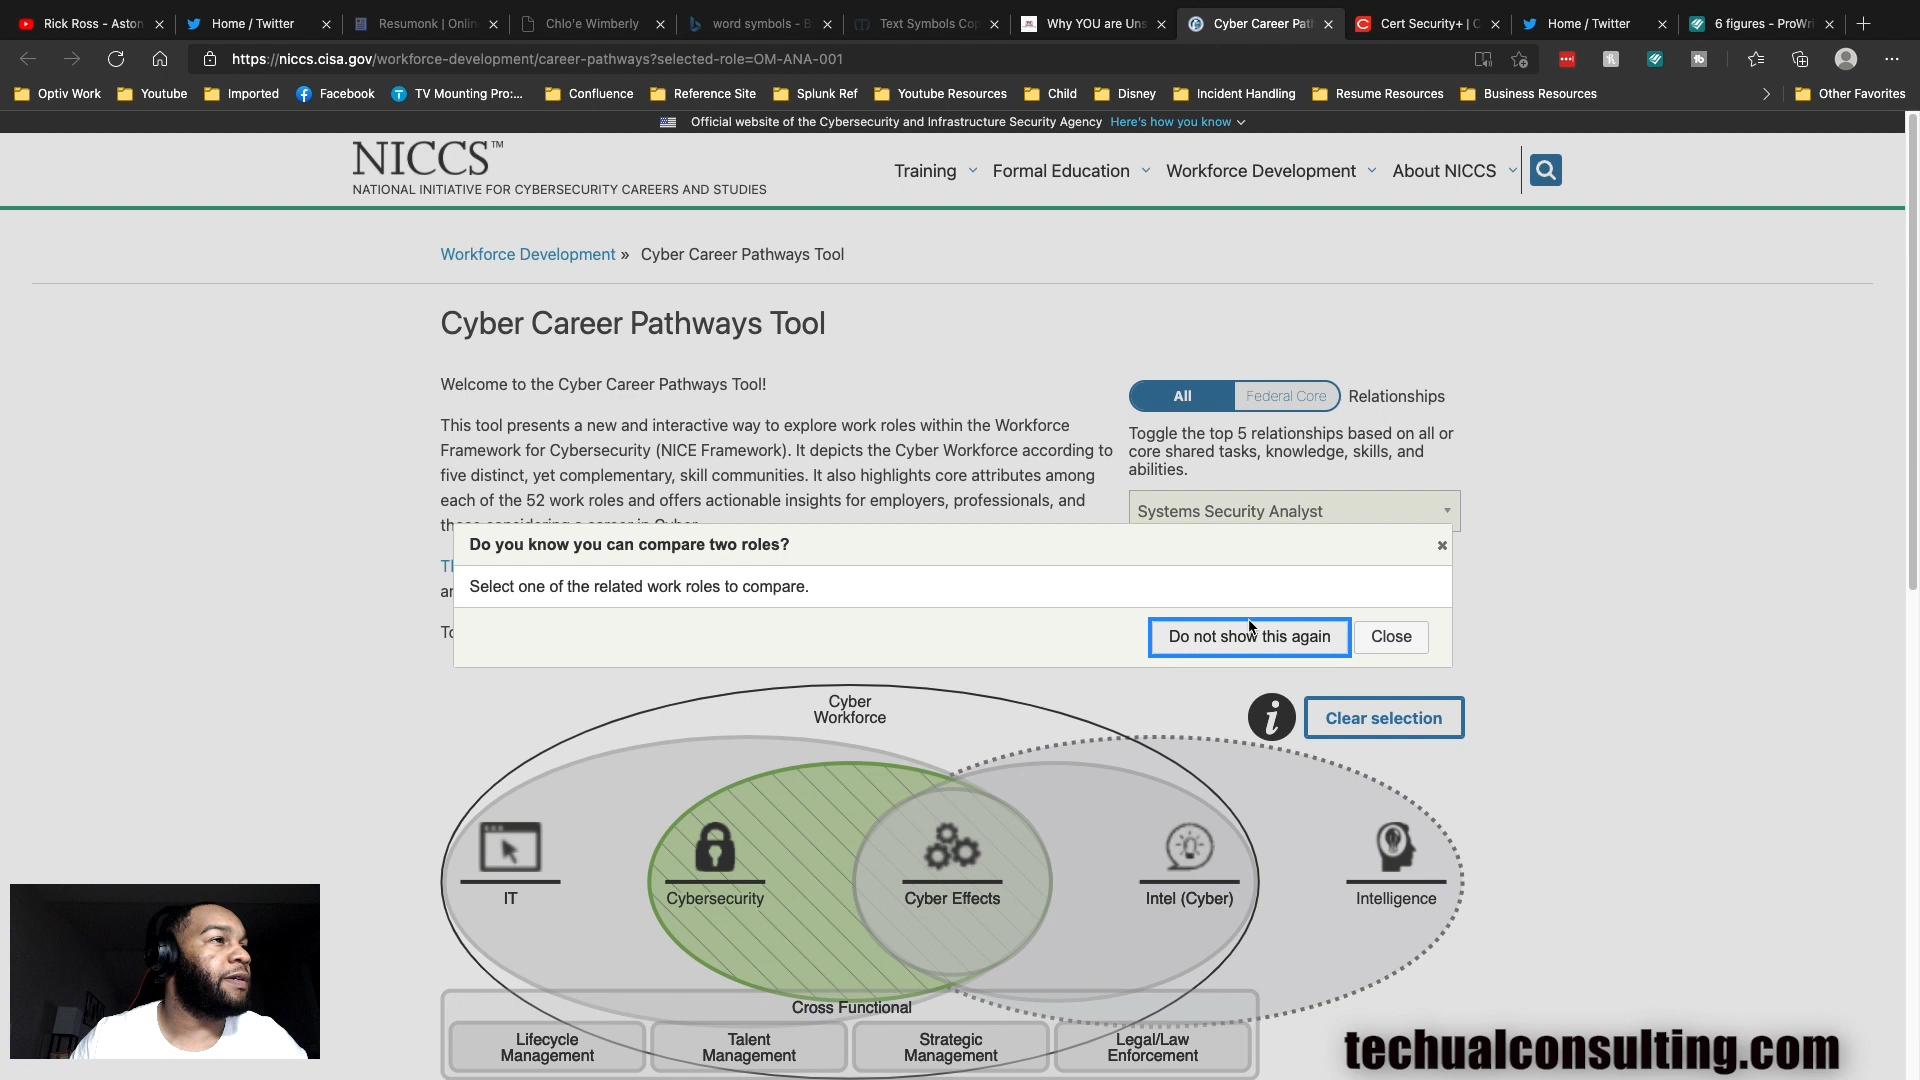 Rick Ross - Aston
Home / Twitter
Resumonk | Onlin
Chlo'e Wimberly
word symbols - B
Text Symbols Cop
Why YOU are Uns
Cyber Career Pat
Cert Security+ | C
Home / Twitter
6 figures - ProWri
https://niccs.cisa.gov/workforce-development/career-pathways?selected-role=OM-ANA-001
Optiv Work
Youtube
Imported
Facebook
TV Mounting Pro:...
Confluence
Reference Site
Splunk Ref
Youtube Resources
Child
Disney
Incident Handling
Resume Resources
Business Resources
Other Favorites
Official website of the Cybersecurity and Infrastructure Security Agency Here's how you know
NICCS™
NATIONAL INITIATIVE FOR CYBERSECURITY CAREERS AND STUDIES
Training
Formal Education
Workforce Development
About NICCS
Workforce Development » Cyber Career Pathways Tool
Cyber Career Pathways Tool
Welcome to the Cyber Career Pathways Tool!
This tool presents a new and interactive way to explore work roles within the Workforce
Framework for Cybersecurity (NICE Framework). It depicts the Cyber Workforce according to
five distinct, yet complementary, skill communities. It also highlights core attributes among
each of the 52 work roles and offers actionable insights for employers, professionals, and
All
Federal Core
Relationships
Toggle the top 5 relationships based on all or
core shared tasks, knowledge, skills, and
abilities.
Systems Security Analyst
Do you know you can compare two roles?
Select one of the related work roles to compare.
Do not show this again
Close
Clear selection
Cyber
Workforce
IT
Cybersecurity
Cyber Effects
Intel (Cyber)
Intelligence
Cross Functional
Lifecycle
Management
Talent
Management
Strategic
Management
Legal/Law
Enforcement
techualconsulting.com